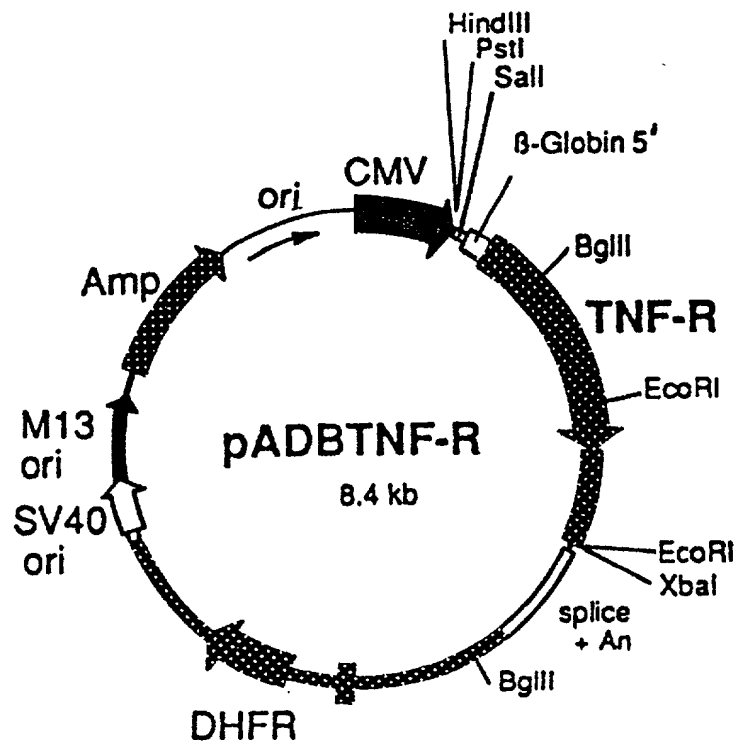 HindIII
PstI
SalI
ß-Globin 5'
CMV
ori
BglII
Amp
TNF-R
EcoRI
M13
ori
pADBTNF-R
8.4 kb
SV40
ori
EcoRI
XbaI
splice
+ An
BglII
DHFR